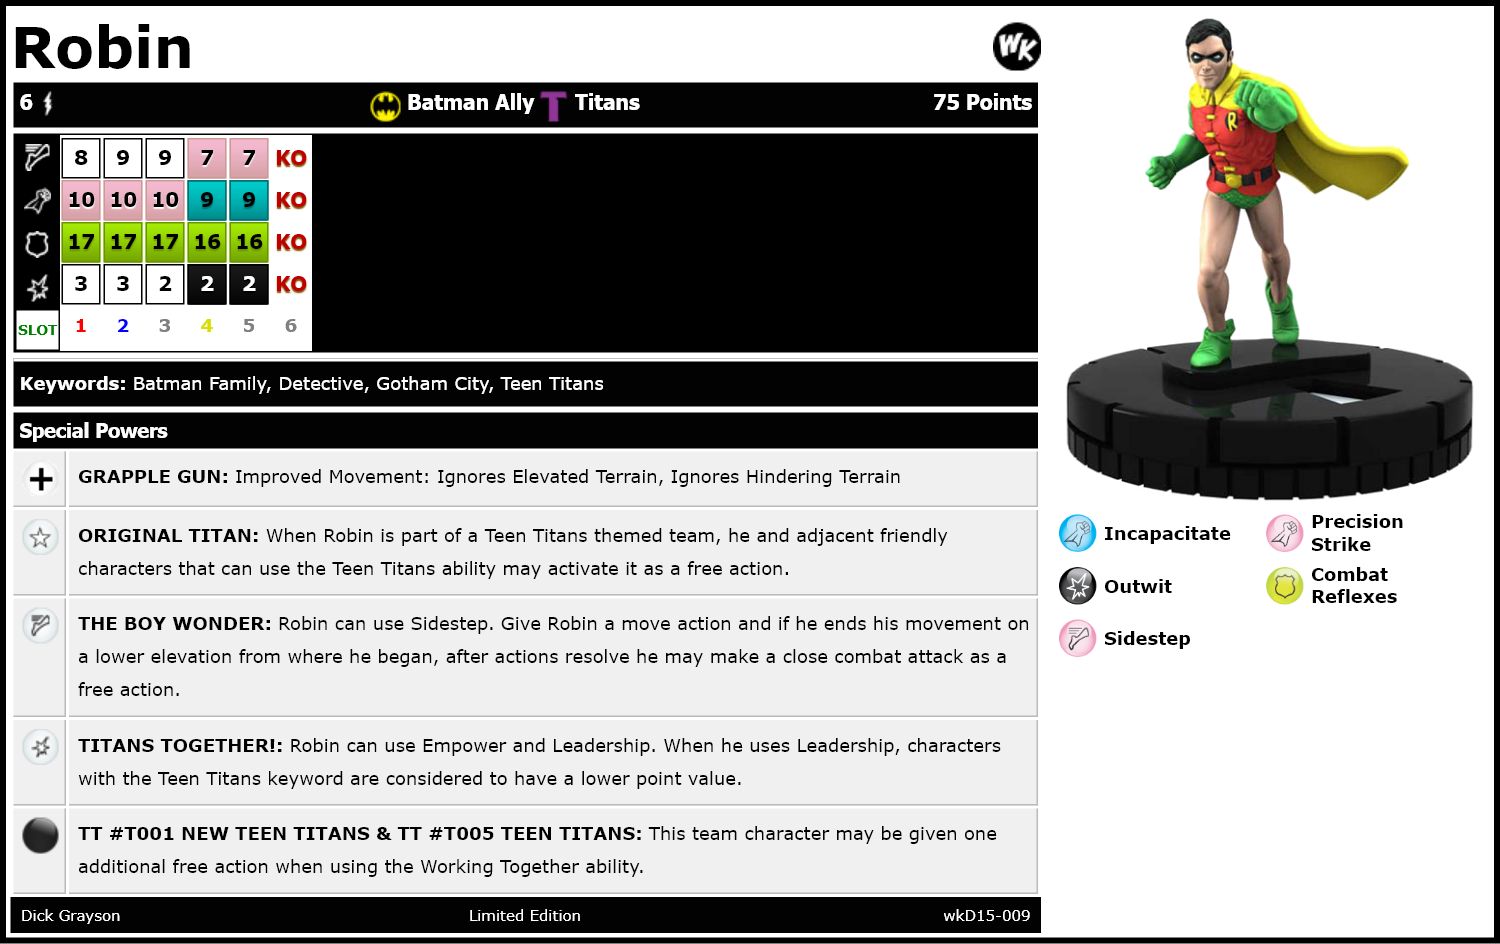 Robin
WK
6 Batman Ally Titans 75 Points
8 9 9 7 7 KO
10 10 10 9 9 KO
17 17 17 16 16 KO
3 3 2 2 2 KO
SLOT 1 2 3 4 5 6
Keywords: Batman Family, Detective, Gotham City, Teen Titans
Special Powers
GRAPPLE GUN: Improved Movement: Ignores Elevated Terrain, Ignores Hindering Terrain
ORIGINAL TITAN: When Robin is part of a Teen Titans themed team, he and adjacent friendly
characters that can use the Teen Titans ability may activate it as a free action.
THE BOY WONDER: Robin can use Sidestep. Give Robin a move action and if he ends his movement on
a lower elevation from where he began, after actions resolve he may make a close combat attack as a
free action.
TITANS TOGETHER!: Robin can use Empower and Leadership. When he uses Leadership, characters
with the Teen Titans keyword are considered to have a lower point value.
TT #T001 NEW TEEN TITANS & TT #T005 TEEN TITANS: This team character may be given one
additional free action when using the Working Together ability.
Dick Grayson Limited Edition wkD15-009
R
Incapacitate
Precision
Strike
Outwit
Combat
Reflexes
Sidestep